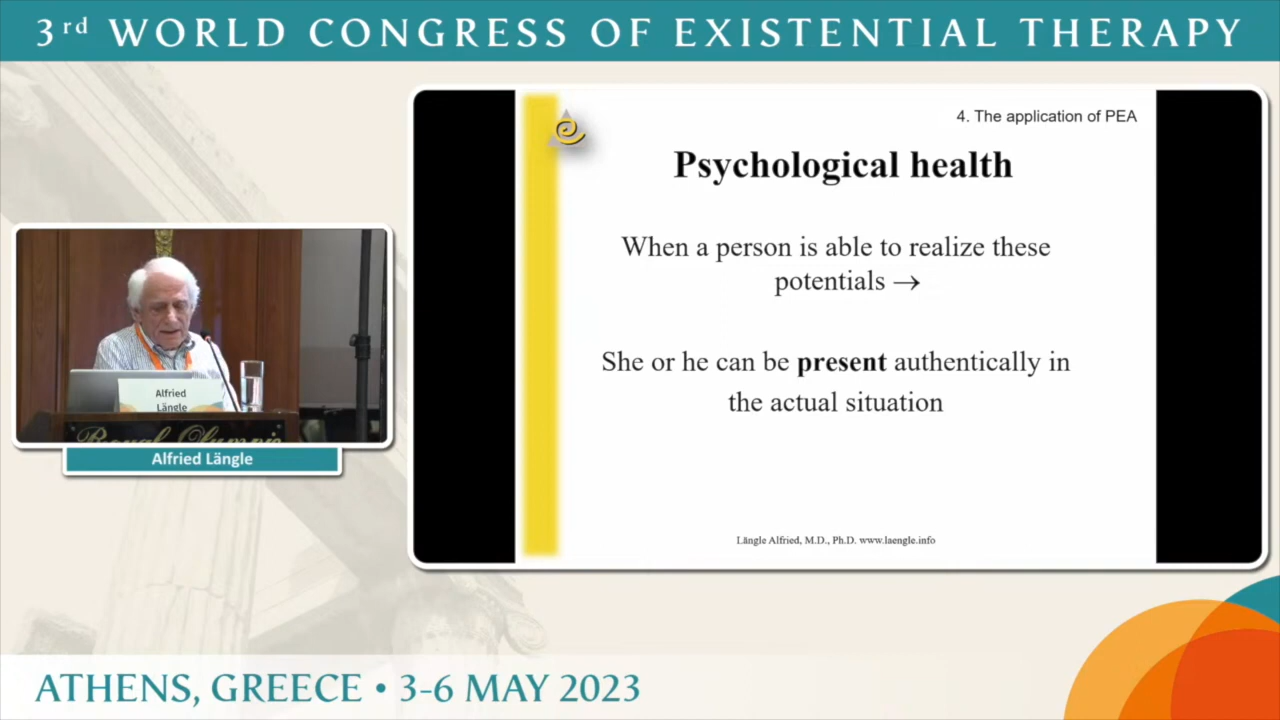 3rd WORLD CONGRESS OF EXISTENTIAL THERAPY
4. The application of PEA
Psychological health
When a person is able to realize these
potentials →
She or he can be present authentically in
the actual situation
Längle Alfried, M.D., Ph.D. www.laengle.info
Alfried
Längle
Royal Olympic
Alfried Längle
ATHENS, GREECE • 3-6 MAY 2023